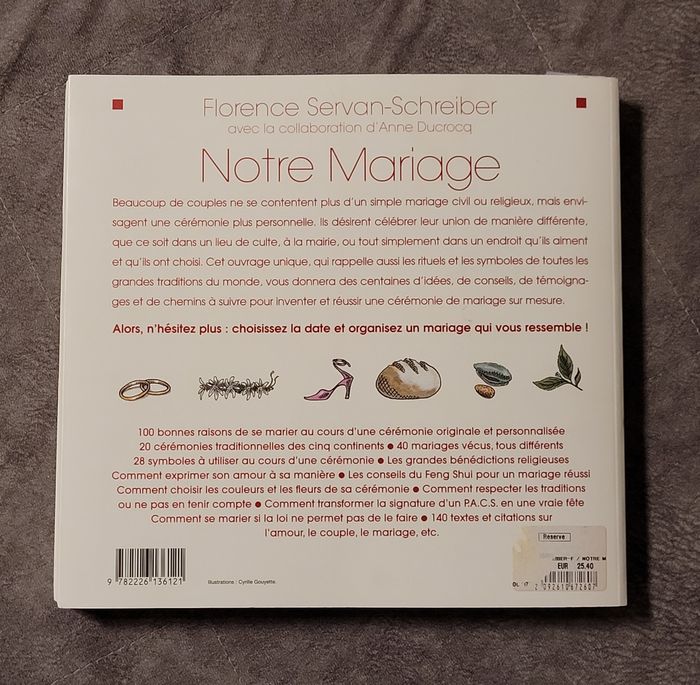 Florence Servan-Schreiber
avec la collaboration d'Anne Ducrocq
Notre Mariage
Beaucoup de couples ne se contentent plus d'un simple mariage civil ou religieux, mais envi-
sagent une cérémonie plus personnelle. Ils désirent célébrer leur union de manière différente,
que ce soit dans un lieu de culte, à la mairie, ou tout simplement dans un endroit qu'ils aiment
et qu'ils ont choisi. Cet ouvrage unique, qui rappelle aussi les rituels et les symboles de toutes les
grandes traditions du monde, vous donnera des centaines d'idées, de conseils, de témoigna-
ges et de chemins à suivre pour inventer et réussir une cérémonie de mariage sur mesure.
Alors, n'hésitez plus : choisissez la date et organisez un mariage qui vous ressemble !
100 bonnes raisons de se marier au cours d'une cérémonie originale et personnalisée
20 cérémonies traditionnelles des cinq continents ● 40 mariages vécus, tous différents
28 symboles à utiliser au cours d'une cérémonie ● Les grandes bénédictions religieuses
Comment exprimer son amour à sa manière ● Les conseils du Feng Shui pour un mariage réussi
Comment choisir les couleurs et les fleurs de sa cérémonie ● Comment respecter les traditions
ou ne pas en tenir compte ● Comment transformer la signature d'un P.A.C.S. en une vraie fête
Comment se marier si la loi ne permet pas de le faire ● 140 textes et citations sur
l'amour, le couple, le mariage, etc.
Reserve
/ NOTRE M
EUR 25.40
2 092610 672607
9 782226 136121
Illustrations : Cyrille Gouyette.